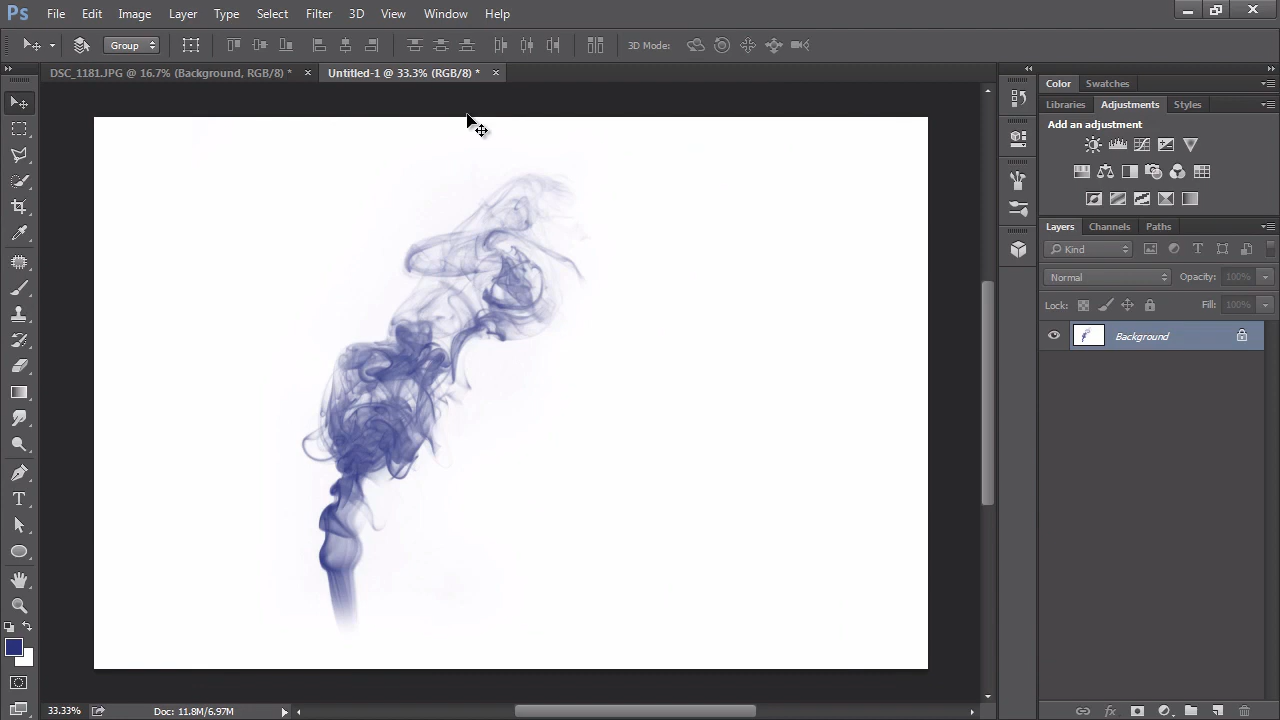 Ps File Edit Image Layer Type Select Filter 3D View Window Help
Group 3D Mode:
DSC_1181.JPG @ 16.7% (Background, RGB/8) * × Untitled-1 @ 33.3% (RGB/8) * ×
Color Swatches
Libraries Adjustments Styles
Add an adjustment
Layers Channels Paths
Kind
Normal Opacity: 100%
Lock: Fill: 100%
Background
33.33% Doc: 11.8M/6.97M